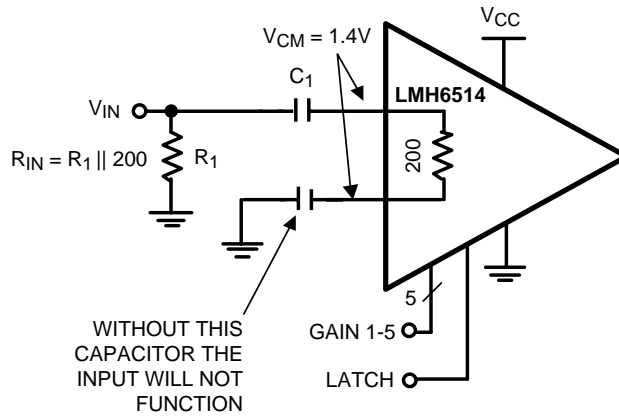 VCC
VCM = 1.4V
C1
LMH6514
VIN
RIN = R1 || 200
R1
200
5
WITHOUT THIS
CAPACITOR THE
INPUT WILL NOT
FUNCTION
GAIN 1-5
LATCH